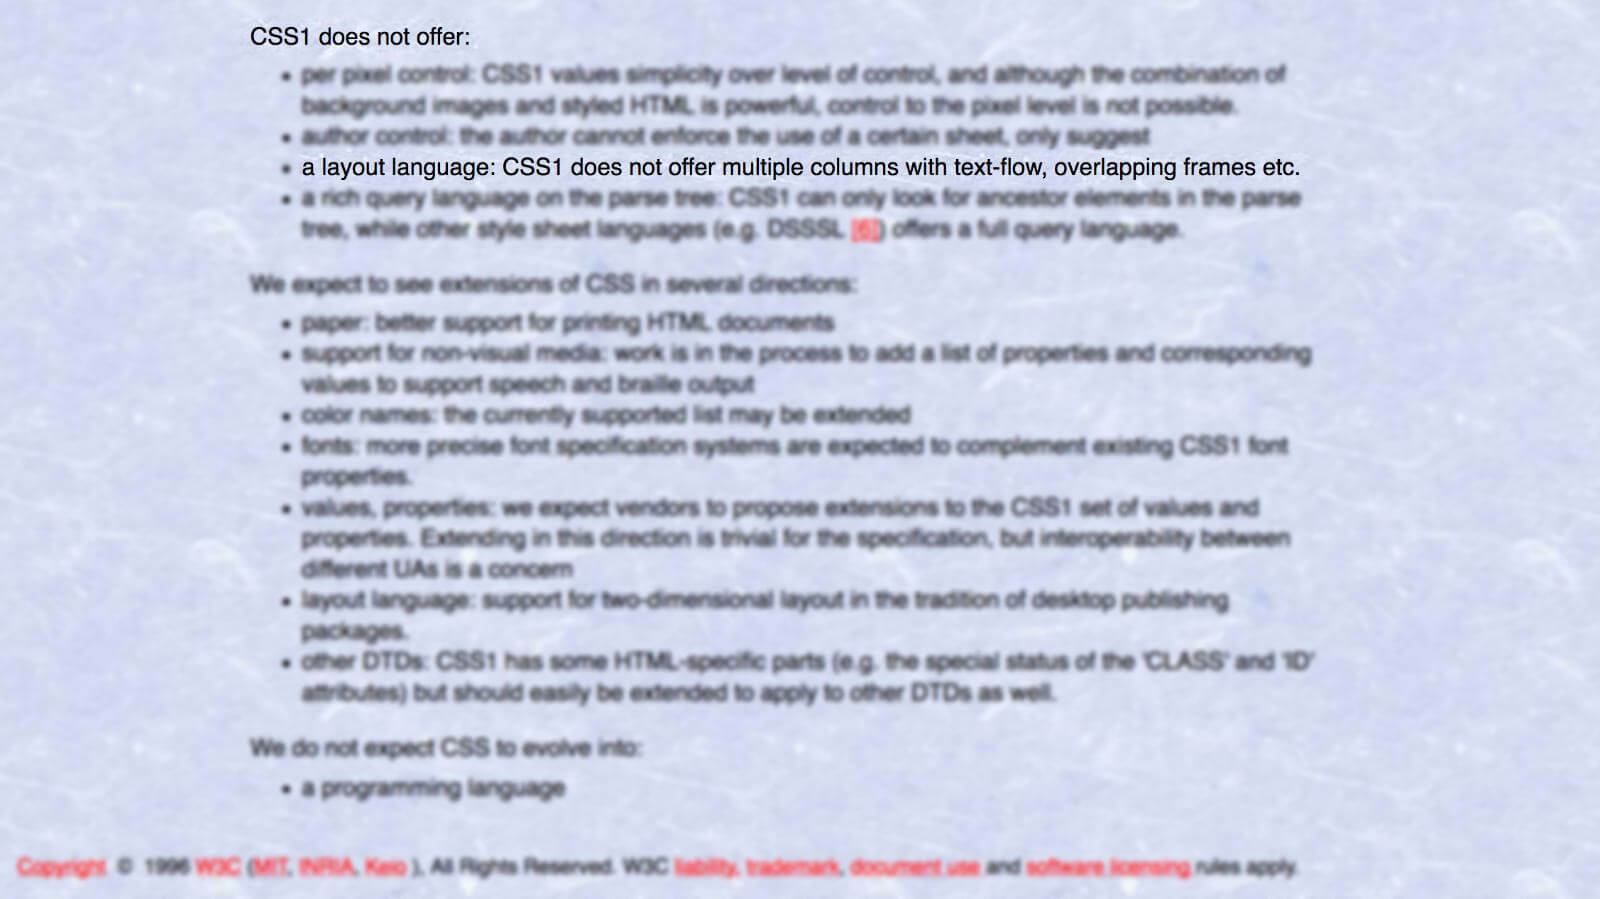 CSS1 does not offer:
• per pixel control: CSS1 values simplicity over level of control, and although the combination of
background images and styled HTML is powerful, control to the pixel level is not possible.
• author control: the author cannot enforce the use of a certain sheet, only suggest
• a layout language: CSS1 does not offer multiple columns with text-flow, overlapping frames etc.
• a rich query language on the parse tree: CSS1 can only look for ancestor elements in the parse
tree, while other style sheet languages (e.g. DSSSL [6]) offers a full query language.
We expect to see extensions of CSS in several directions:
• paper: better support for printing HTML documents
• support for non-visual media: work is in the process to add a list of properties and corresponding
values to support speech and braille output
• color names: the currently supported list may be extended
• fonts: more precise font specification systems are expected to complement existing CSS1 font
properties.
• values, properties: we expect vendors to propose extensions to the CSS1 set of values and
properties. Extending in this direction is trivial for the specification, but interoperability between
different UAs is a concern
• layout language: support for two-dimensional layout in the tradition of desktop publishing
packages.
• other DTDs: CSS1 has some HTML-specific parts (e.g. the special status of the 'CLASS' and 'ID'
attributes) but should easily be extended to apply to other DTDs as well.
We do not expect CSS to evolve into:
• a programming language
Copyright © 1996 W3C (MIT, INRIA, Keio ), All Rights Reserved. W3C liability, trademark, document use and software licensing rules apply.